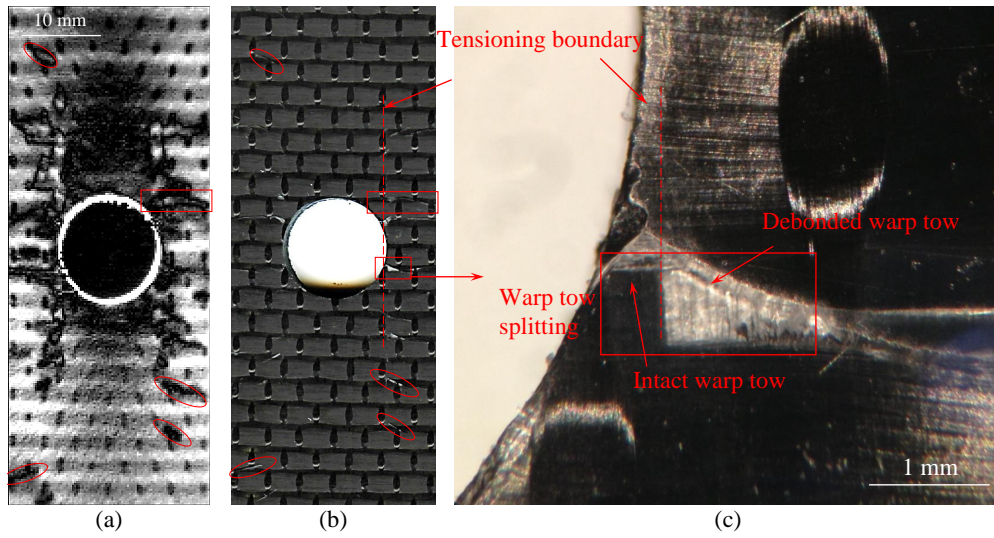 10 mm
Tensioning boundary
Debonded warp tow
Warp tow
splitting
Intact warp tow
1 mm
(a)
(b)
(c)